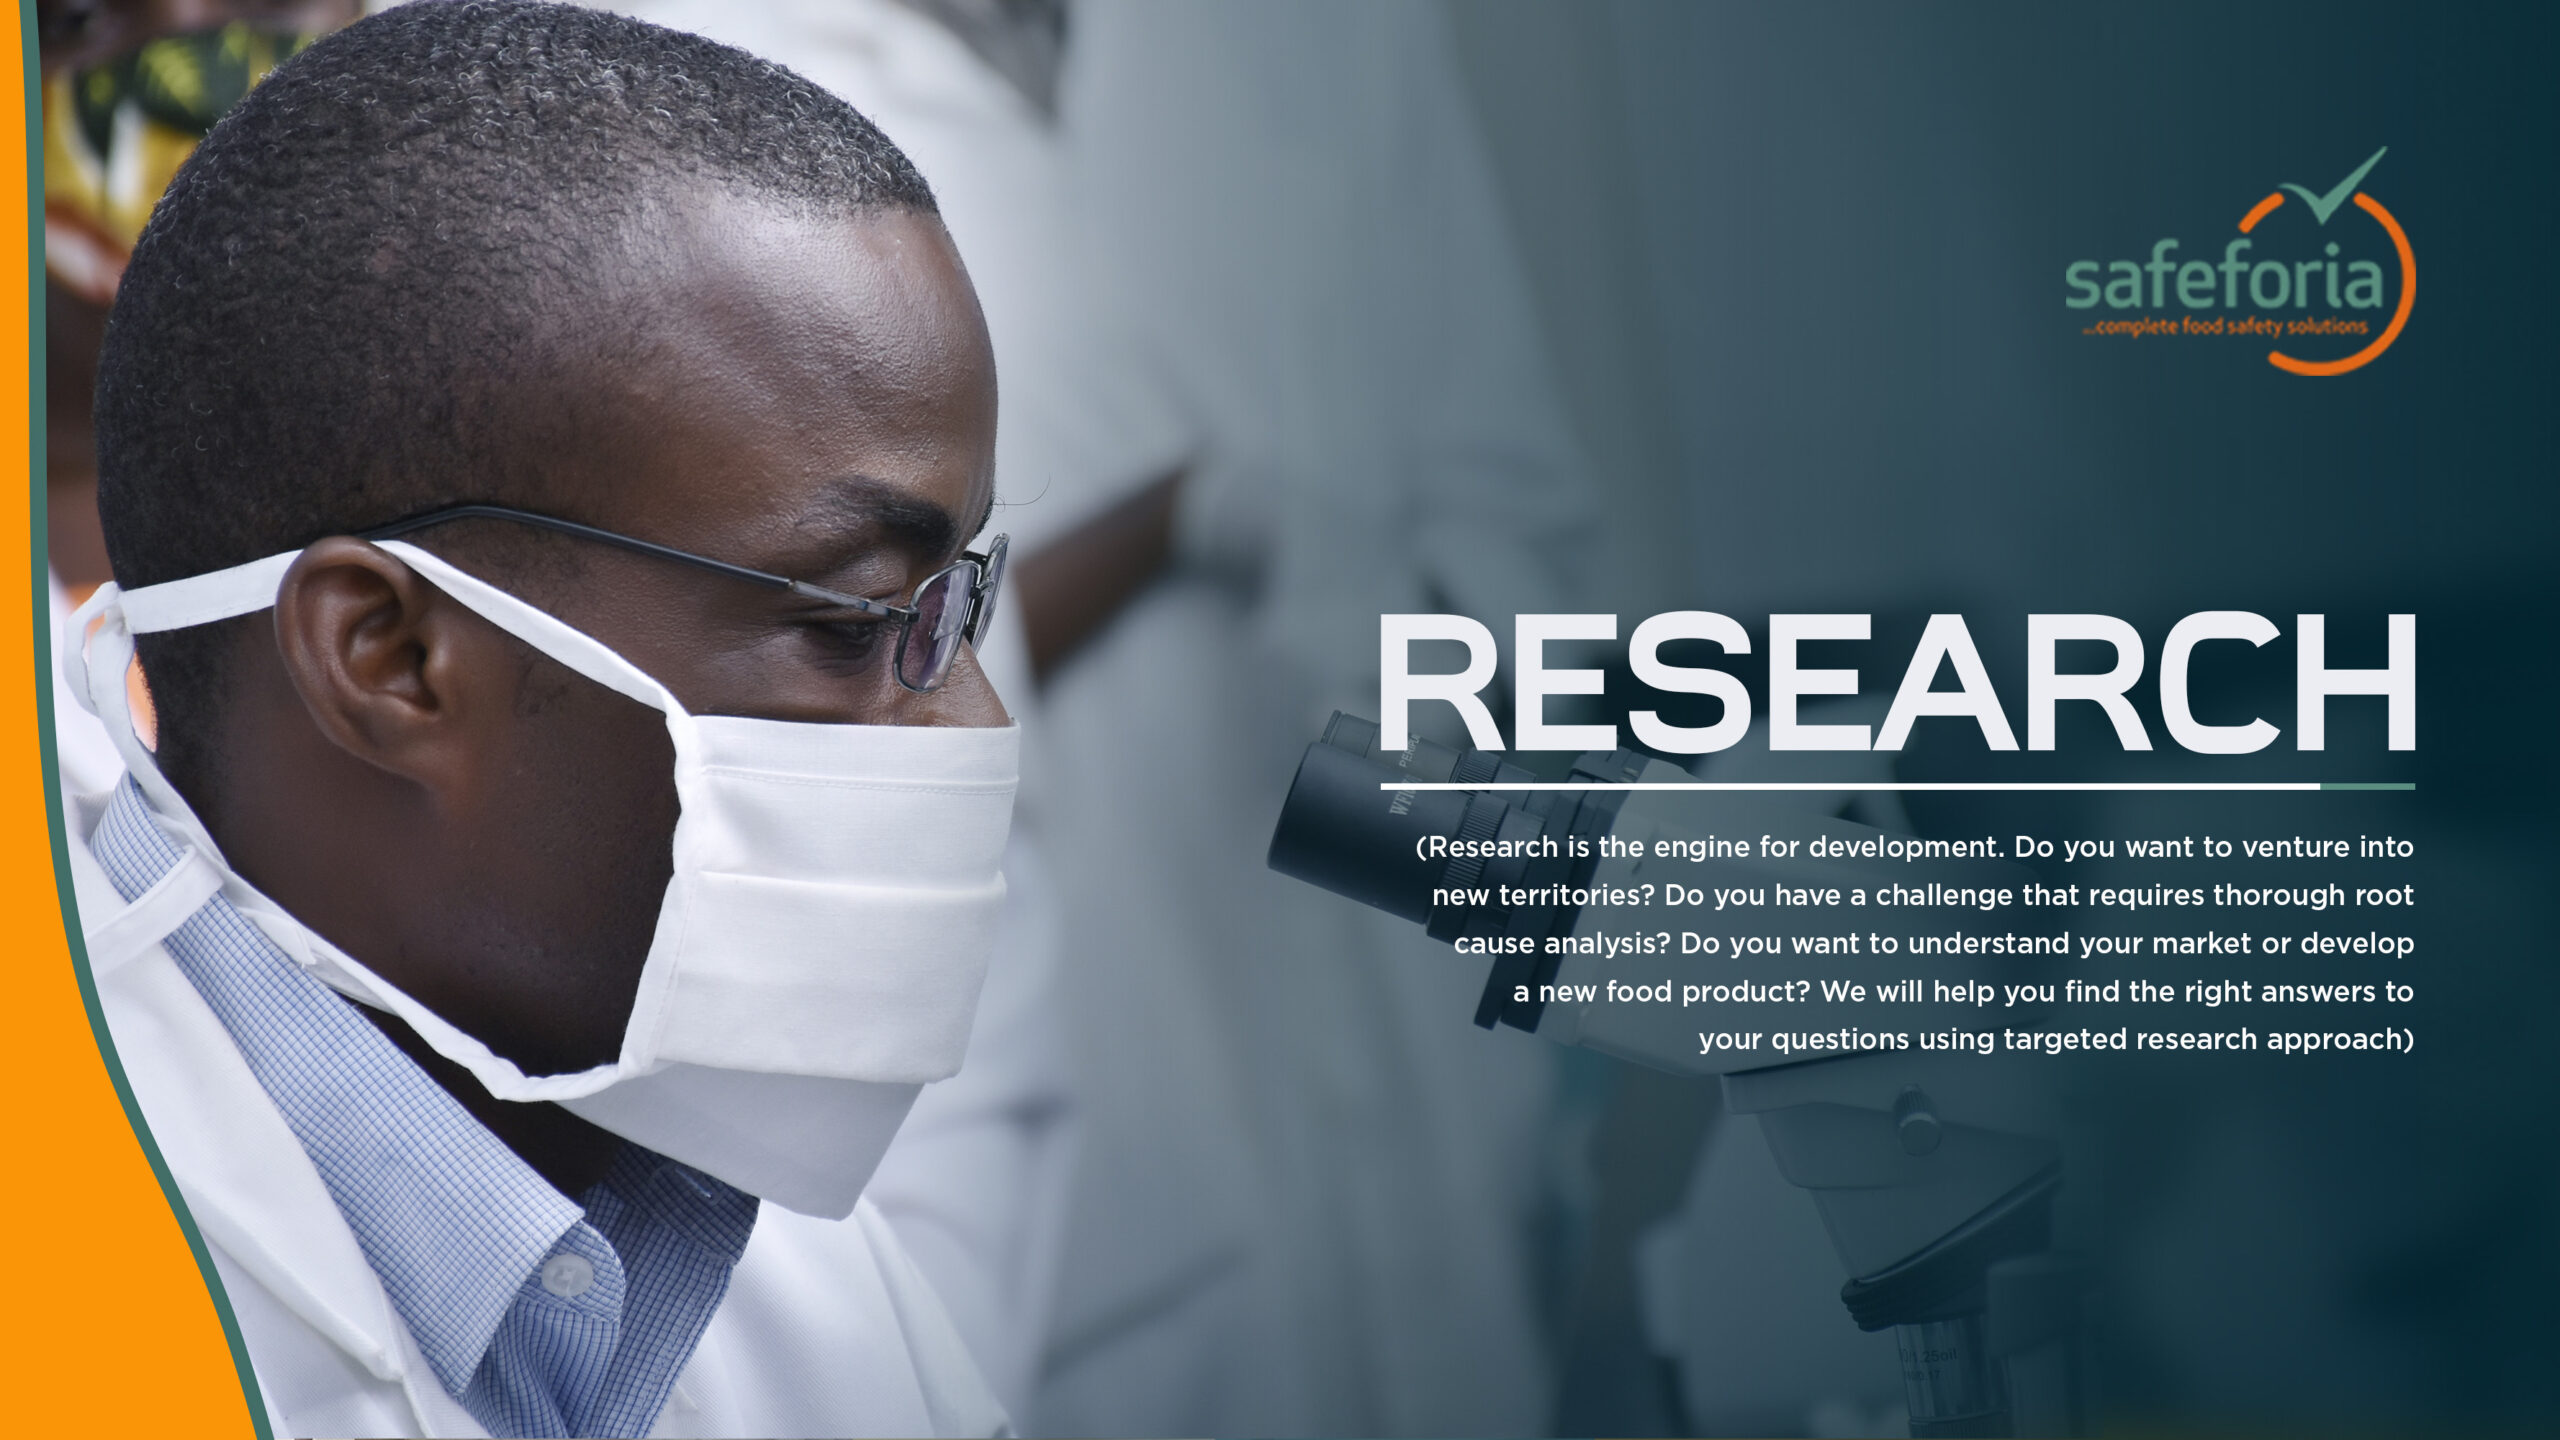 safeforia
...complete food safety solutions
RESEARCH
(Research is the engine for development. Do you want to venture into
new territories? Do you have a challenge that requires thorough root
cause analysis? Do you want to understand your market or develop
a new food product? We will help you find the right answers to
your questions using targeted research approach)